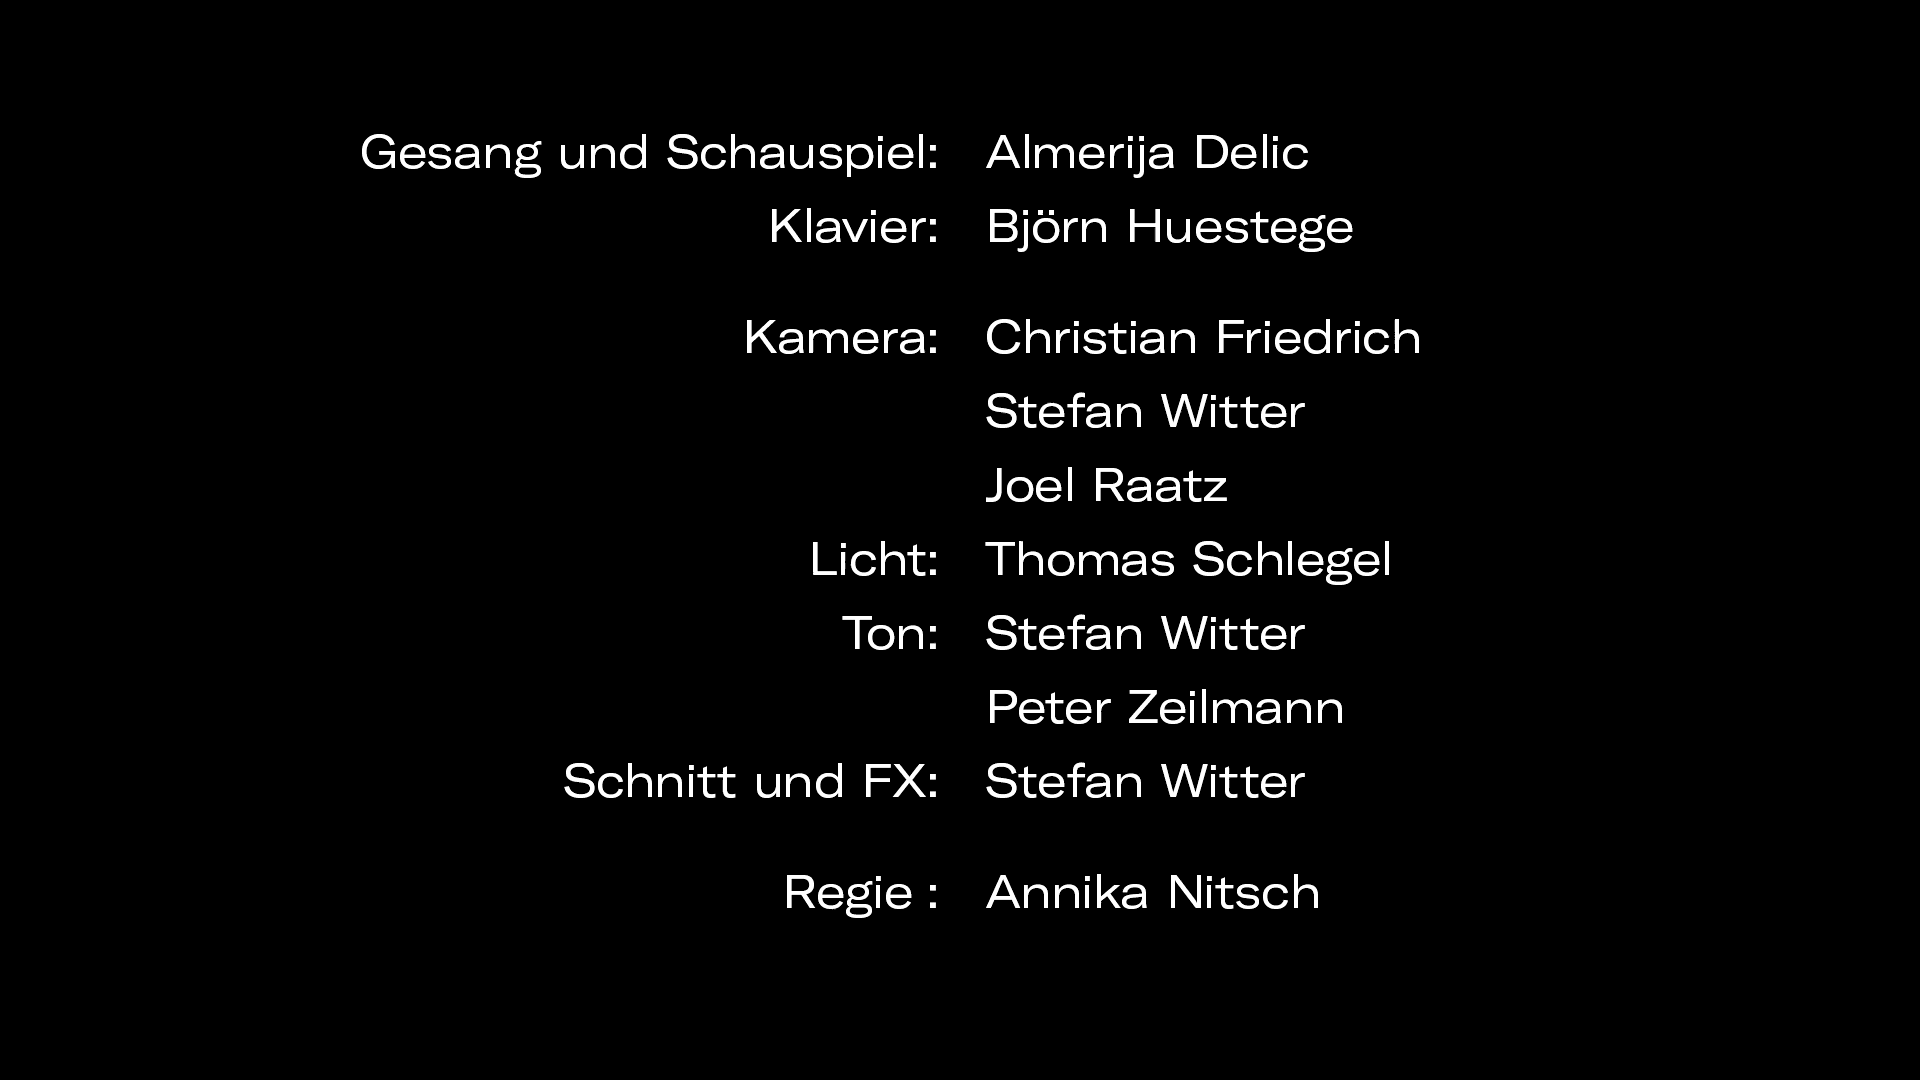 Gesang und Schauspiel: Almerija Delic
Klavier: Björn Huestege
Kamera: Christian Friedrich
Stefan Witter
Joel Raatz
Licht: Thomas Schlegel
Ton: Stefan Witter
Peter Zeilmann
Schnitt und FX: Stefan Witter
Regie : Annika Nitsch